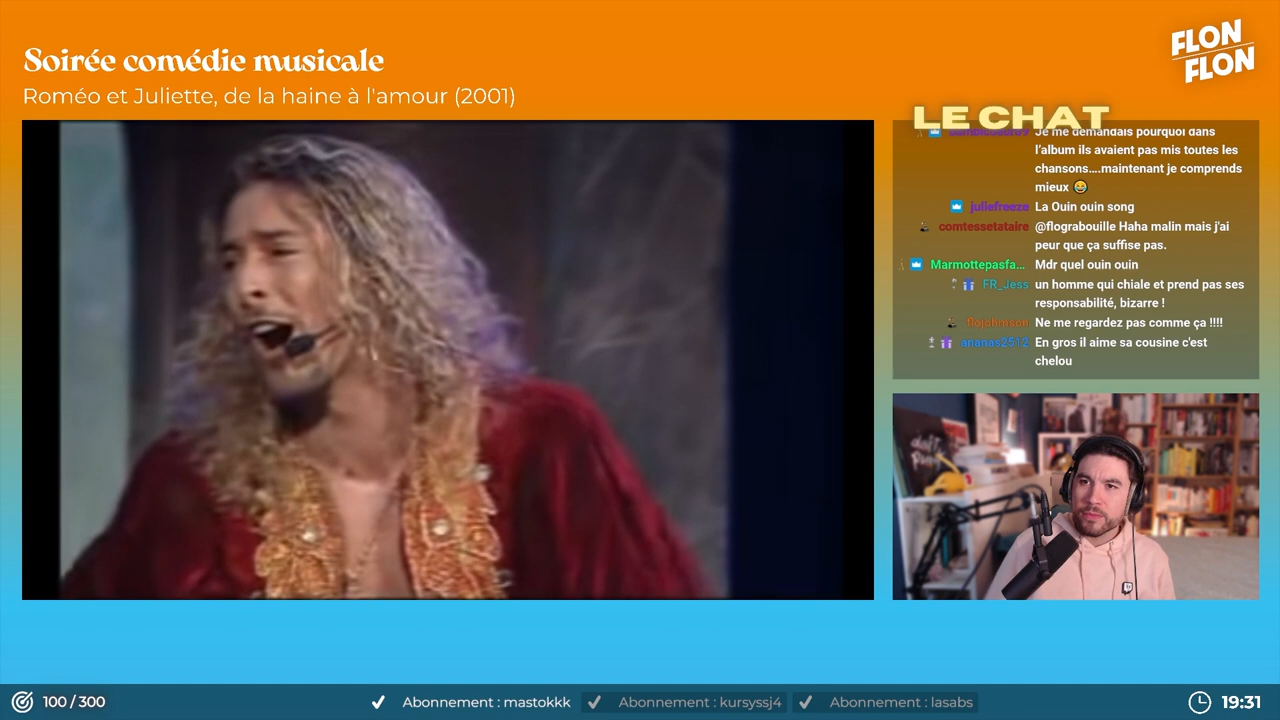 Soirée comédie musicale
Roméo et Juliette, de la haine à l'amour (2001)
FLON
FLON
LE CHAT
Je me demandais pourquoi dans
l'album ils avaient pas mis toutes les
chansons....maintenant je comprends
mieux 😂
juliefreeze La Ouin ouin song
comtessetataire @flograbouille Haha malin mais j'ai
peur que ça suffise pas.
Marmottepasfa... Mdr quel ouin ouin
FR_Jess un homme qui chiale et prend pas ses
responsabilité, bizarre !
flojohnson Ne me regardez pas comme ça !!!!
ananas2512 En gros il aime sa cousine c'est
chelou
100 / 300
Abonnement : mastokkk
Abonnement : kursyssj4
Abonnement : lasabs
19:31